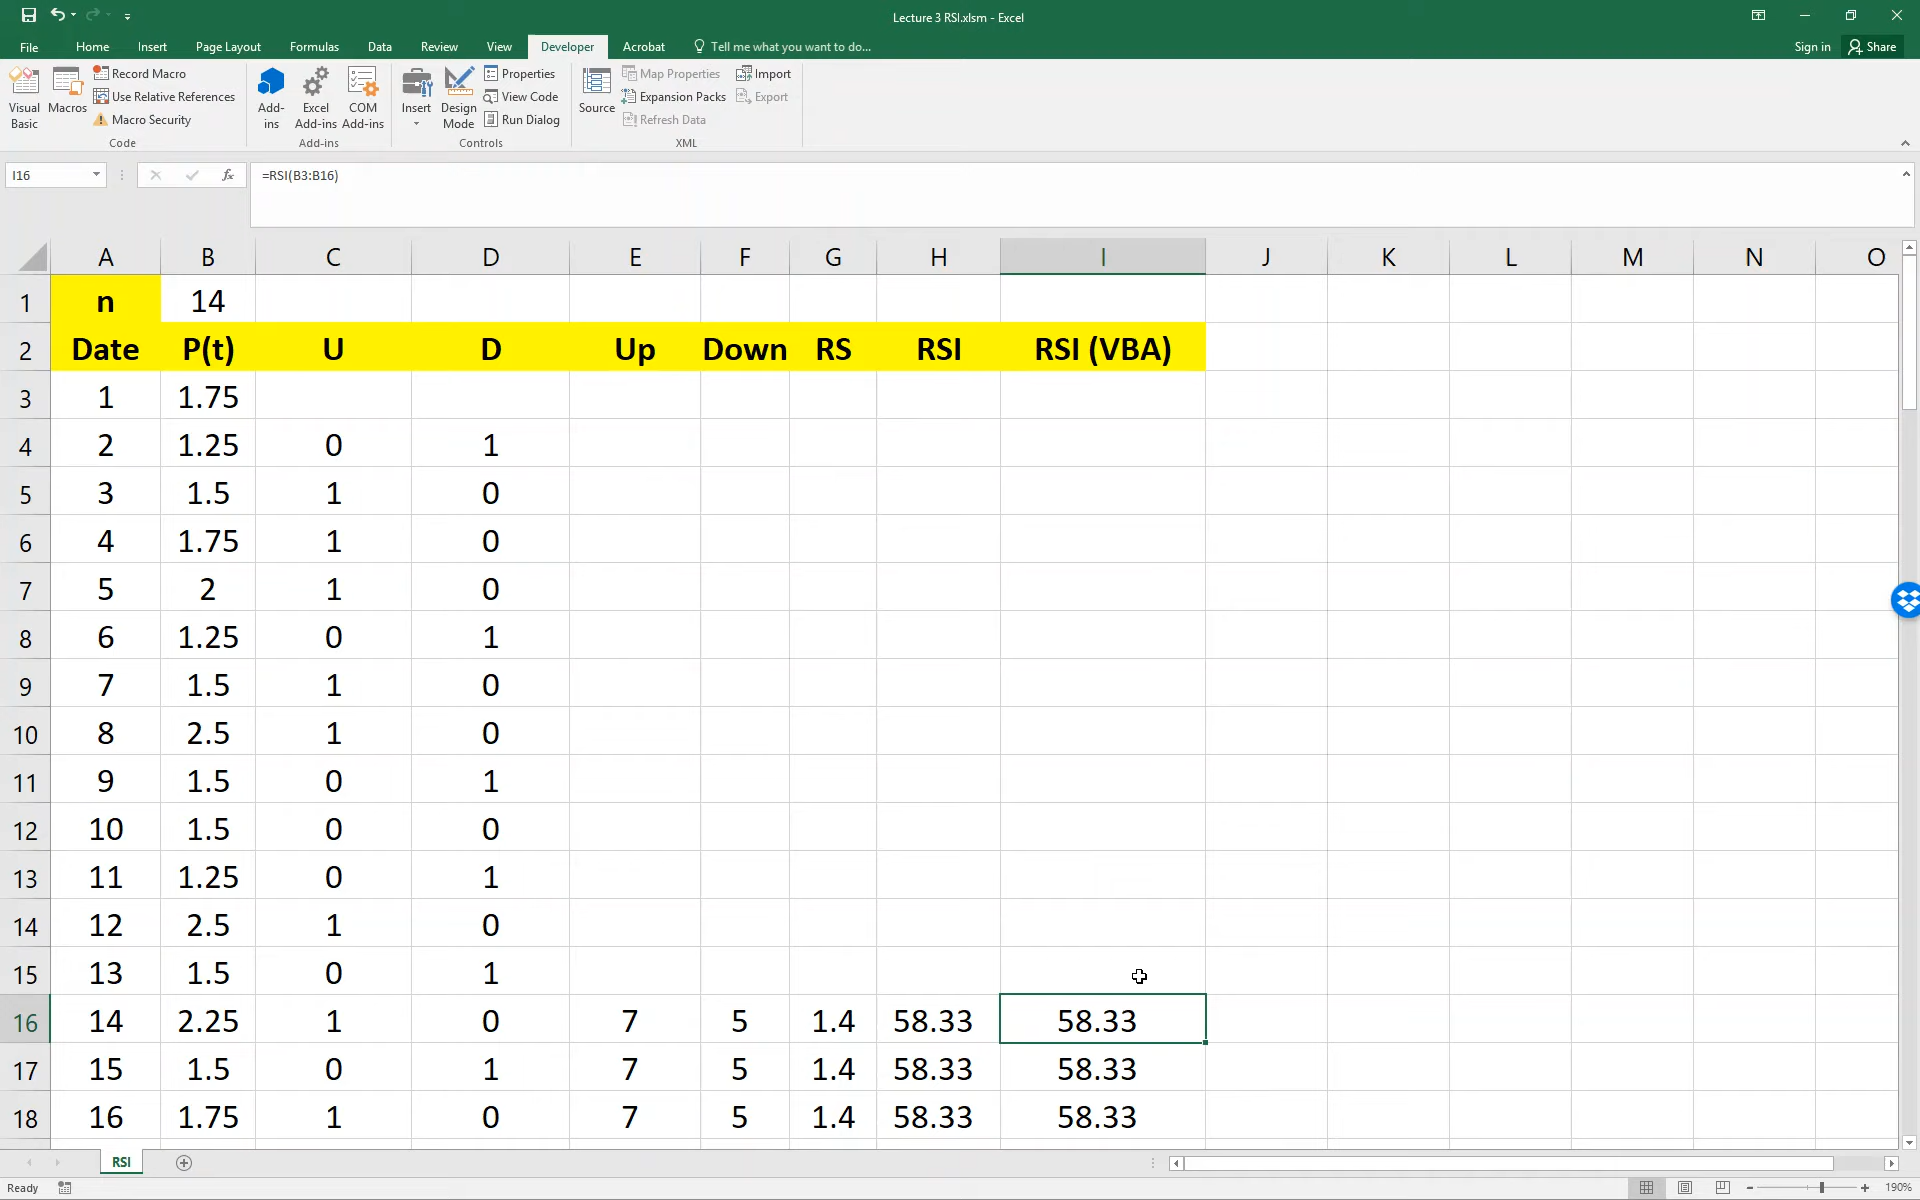 Lecture 3 RSI.xlsm - Excel
File Home Insert Page Layout Formulas Data Review View Developer Acrobat Tell me what you want to do... Sign in Share
Visual Basic
Macros
Record Macro
Use Relative References
Macro Security
Code
Add-ins
Excel Add-ins
COM Add-ins
Add-ins
Insert
Design Mode
Properties
View Code
Run Dialog
Controls
Source
Map Properties
Expansion Packs
Refresh Data
Import
Export
XML
I16 fx =RSI(B3:B16)
A B C D E F G H I J K L M N O
1 n 14
2 Date P(t) U D Up Down RS RSI RSI (VBA)
3 1 1.75
4 2 1.25 0 1
5 3 1.5 1 0
6 4 1.75 1 0
7 5 2 1 0
8 6 1.25 0 1
9 7 1.5 1 0
10 8 2.5 1 0
11 9 1.5 0 1
12 10 1.5 0 0
13 11 1.25 0 1
14 12 2.5 1 0
15 13 1.5 0 1
16 14 2.25 1 0 7 5 1.4 58.33 58.33
17 15 1.5 0 1 7 5 1.4 58.33 58.33
18 16 1.75 1 0 7 5 1.4 58.33 58.33
RSI
Ready 190%